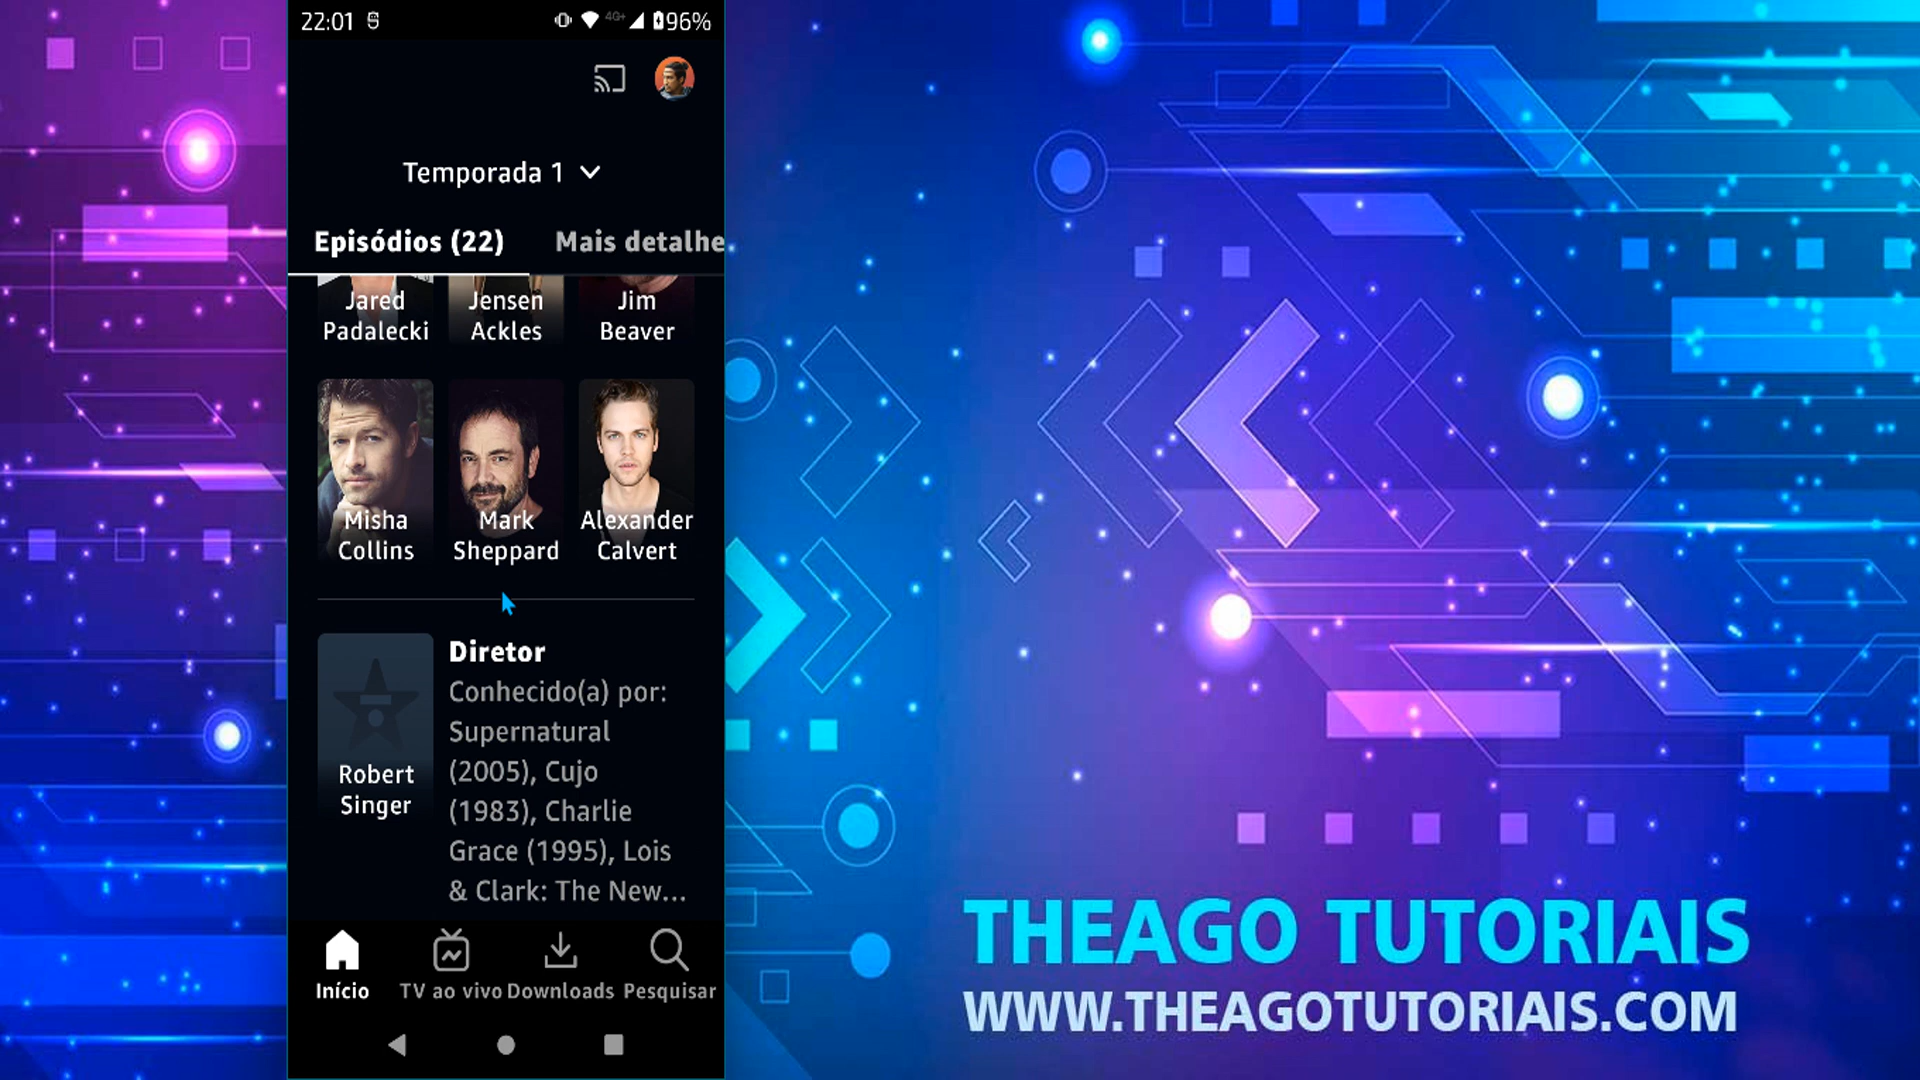 22:01
4G+
96%
Temporada 1
Episódios (22)
Mais detalhe
Jared
Padalecki
Jensen
Ackles
Jim
Beaver
Misha
Collins
Mark
Sheppard
Alexander
Calvert
Robert
Singer
Diretor
Conhecido(a) por:
Supernatural
(2005), Cujo
(1983), Charlie
Grace (1995), Lois
& Clark: The New...
Início
TV ao vivo
Downloads
Pesquisar
THEAGO TUTORIAIS
WWW.THEAGOTUTORIAIS.COM